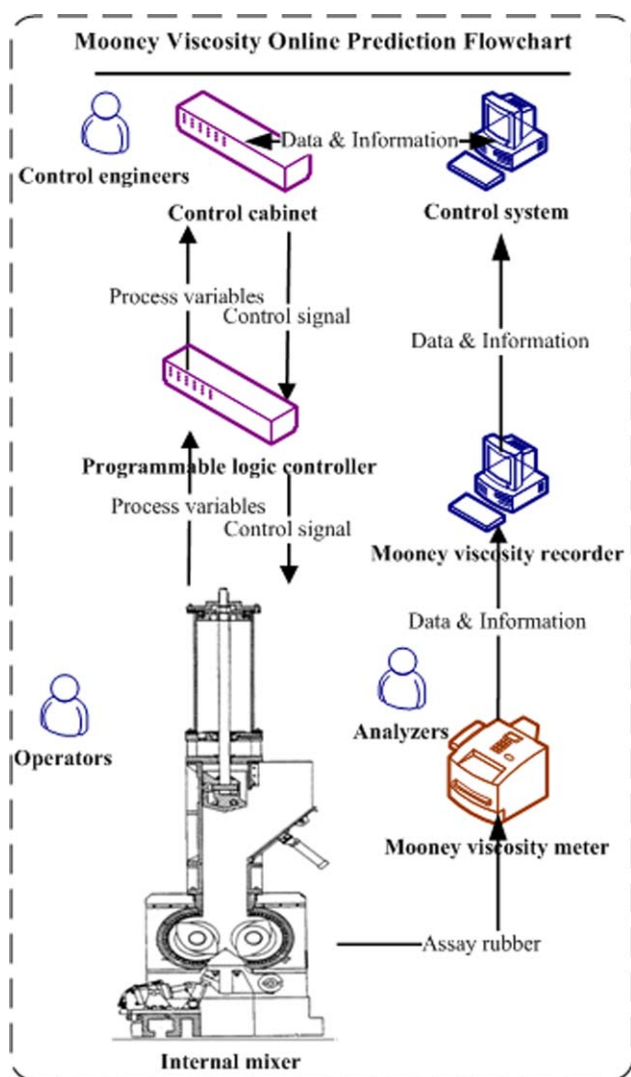 Mooney Viscosity Online Prediction Flowchart
Data & Information
Control engineers
Control cabinet
Control system
Process variables
Control signal
Data & Information
Programmable logic controller
Process variables
Control signal
Mooney viscosity recorder
Data & Information
Operators
Analyzers
Mooney viscosity meter
Assay rubber
Internal mixer